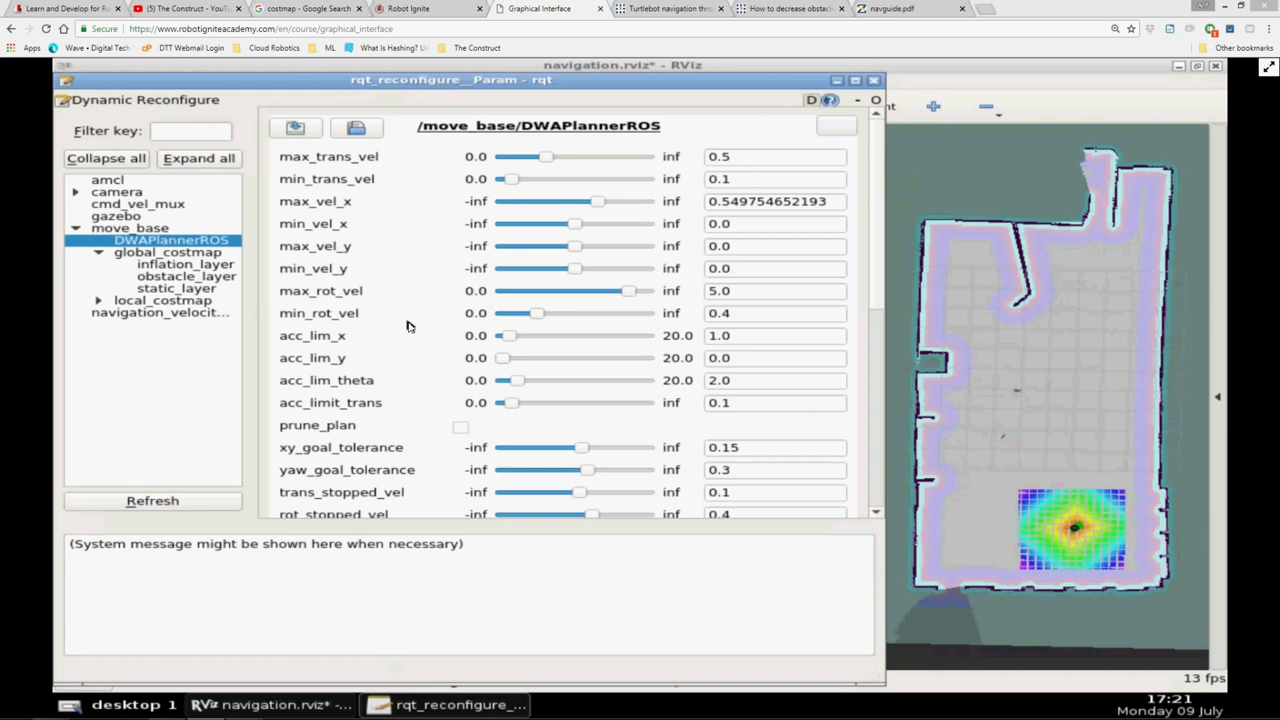 Learn and Develop for R
(5) The Construct - YouTu
costmap - Google Search
Robot Ignite
Graphical Interface
Turtlebot navigation thro
How to decrease obstac
navguide.pdf
Secure https://www.robotigniteacademy.com/en/course/graphical_interface
Apps Wave • Digital Tech DTT Webmail Login Cloud Robotics ML What Is Hashing? The Construct Other bookmarks
navigation.rviz* - RViz
rqt_reconfigure__Param - rqt
Dynamic Reconfigure D - O
Filter key:
Collapse all Expand all
amcl
camera
cmd_vel_mux
gazebo
move_base
DWAPlannerROS
global_costmap
inflation_layer
obstacle_layer
static_layer
local_costmap
navigation_velocit...
Refresh
/move_base/DWAPlannerROS
max_trans_vel 0.0 inf 0.5
min_trans_vel 0.0 inf 0.1
max_vel_x -inf inf 0.549754652193
min_vel_x -inf inf 0.0
max_vel_y -inf inf 0.0
min_vel_y -inf inf 0.0
max_rot_vel 0.0 inf 5.0
min_rot_vel 0.0 inf 0.4
acc_lim_x 0.0 20.0 1.0
acc_lim_y 0.0 20.0 0.0
acc_lim_theta 0.0 20.0 2.0
acc_limit_trans 0.0 inf 0.1
prune_plan
xy_goal_tolerance -inf inf 0.15
yaw_goal_tolerance -inf inf 0.3
trans_stopped_vel -inf inf 0.1
rot_stopped_vel -inf inf 0.4
(System message might be shown here when necessary)
nt
13 fps
desktop 1 RViz navigation.rviz* -... rqt_reconfigure_...
17:21
Monday 09 July